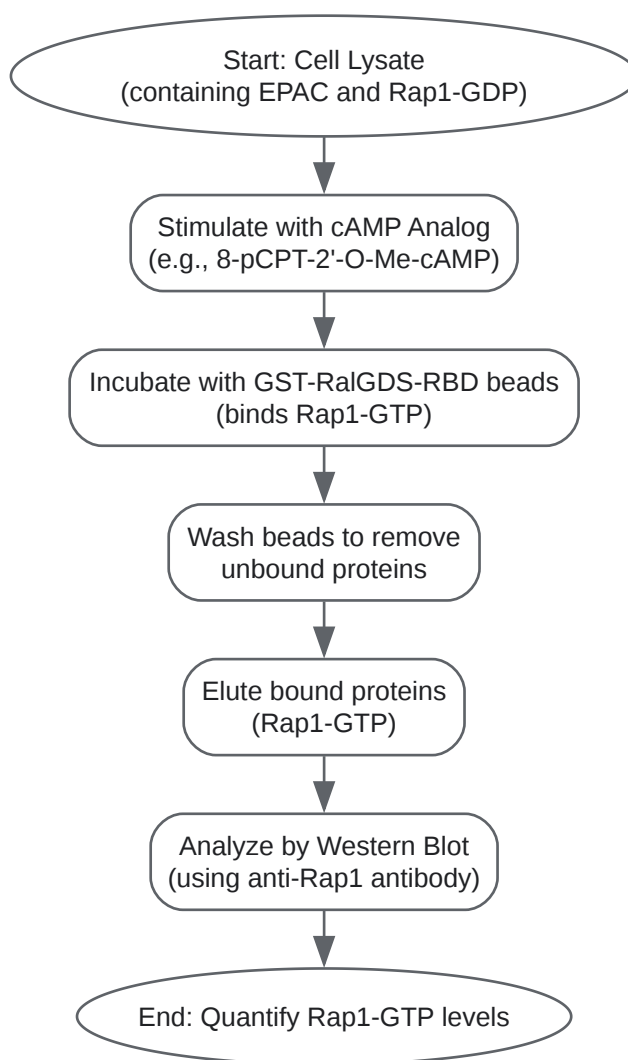 Start: Cell Lysate
(containing EPAC and Rap1-GDP)
Stimulate with cAMP Analog
(e.g., 8-pCPT-2'-O-Me-cAMP)
Incubate with GST-RalGDS-RBD beads
(binds Rap1-GTP)
Wash beads to remove
unbound proteins
Elute bound proteins
(Rap1-GTP)
Analyze by Western Blot
(using anti-Rap1 antibody)
End: Quantify Rap1-GTP levels